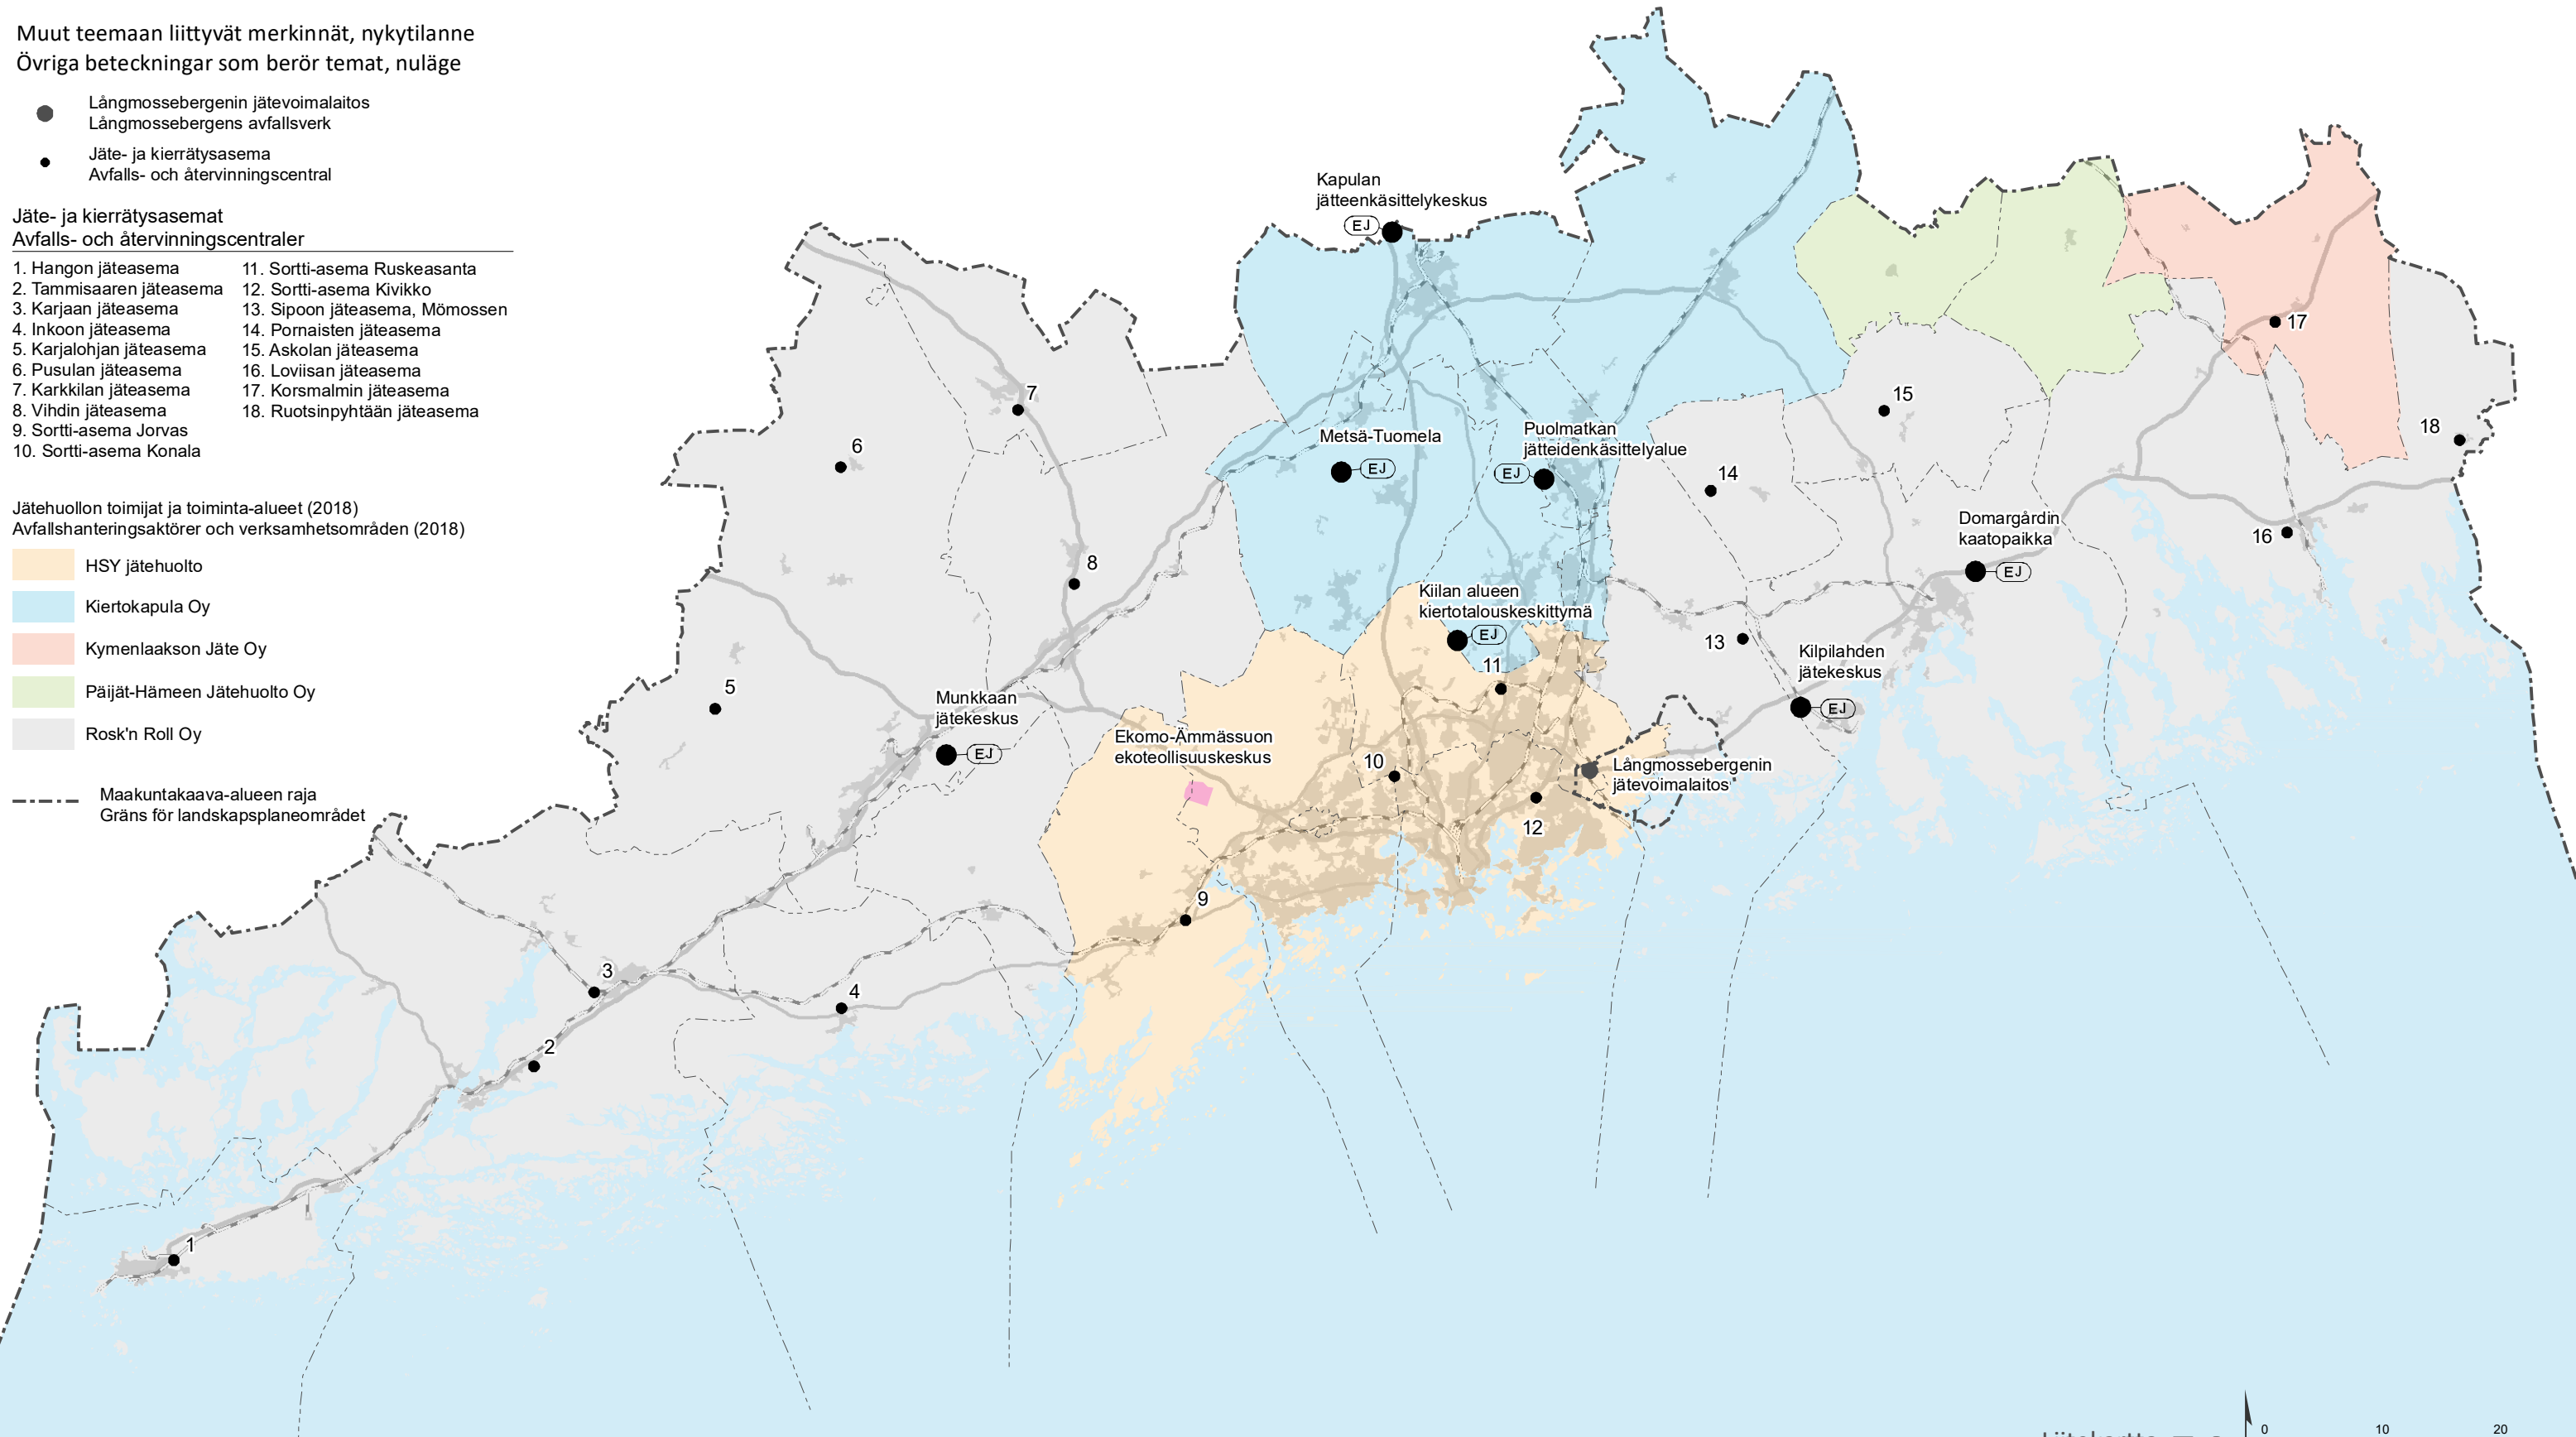 Muut teemaan liittyvät merkinnät, nykytilanne
Övriga beteckningar som berör temat, nuläge
Långmossebergenin jätevoimalaitos
Långmossebergens avfallsverk
Jäte- ja kierrätysasema
Avfalls- och återvinningscentral
Jäte- ja kierrätysasemat
Avfalls- och återvinningscentraler
1. Hangon jäteasema
2. Tammisaaren jäteasema
3. Karjaan jäteasema
4. Inkoon jäteasema
5. Karjalohjan jäteasema
6. Pusulan jäteasema
7. Karkkilan jäteasema
8. Vihdin jäteasema
9. Sortti-asema Jorvas
10. Sortti-asema Konala
11. Sortti-asema Ruskeasanta
12. Sortti-asema Kivikko
13. Sipoon jäteasema, Mömossen
14. Pornaisten jäteasema
15. Askolan jäteasema
16. Loviisan jäteasema
17. Korsmalmin jäteasema
18. Ruotsinpyhtään jäteasema
Jätehuollon toimijat ja toiminta-alueet (2018)
Avfallshanteringsaktörer och verksamhetsområden (2018)
HSY jätehuolto
Kiertokapula Oy
Kymenlaakson Jäte Oy
Päijät-Hämeen Jätehuolto Oy
Rosk'n Roll Oy
Maakuntakaava-alueen raja
Gräns för landskapsplaneområdet
Kapulan
jätteenkäsittelykeskus
EJ
17
7
15
Metsä-Tuomela
EJ
Puolmatkan
jätteidenkäsittelyalue
EJ
18
6
14
Domargårdin
kaatopaikka
EJ
16
8
Kiilan alueen
kiertotalouskeskittymä
EJ
13
11
Kilpilahden
jätekeskus
EJ
5
Munkkaan
jätekeskus
EJ
Ekomo-Ämmässuon
ekoteollisuuskeskus
10
Långmossebergenin
jätevoimalaitos
12
9
3
4
2
1
0 10 20